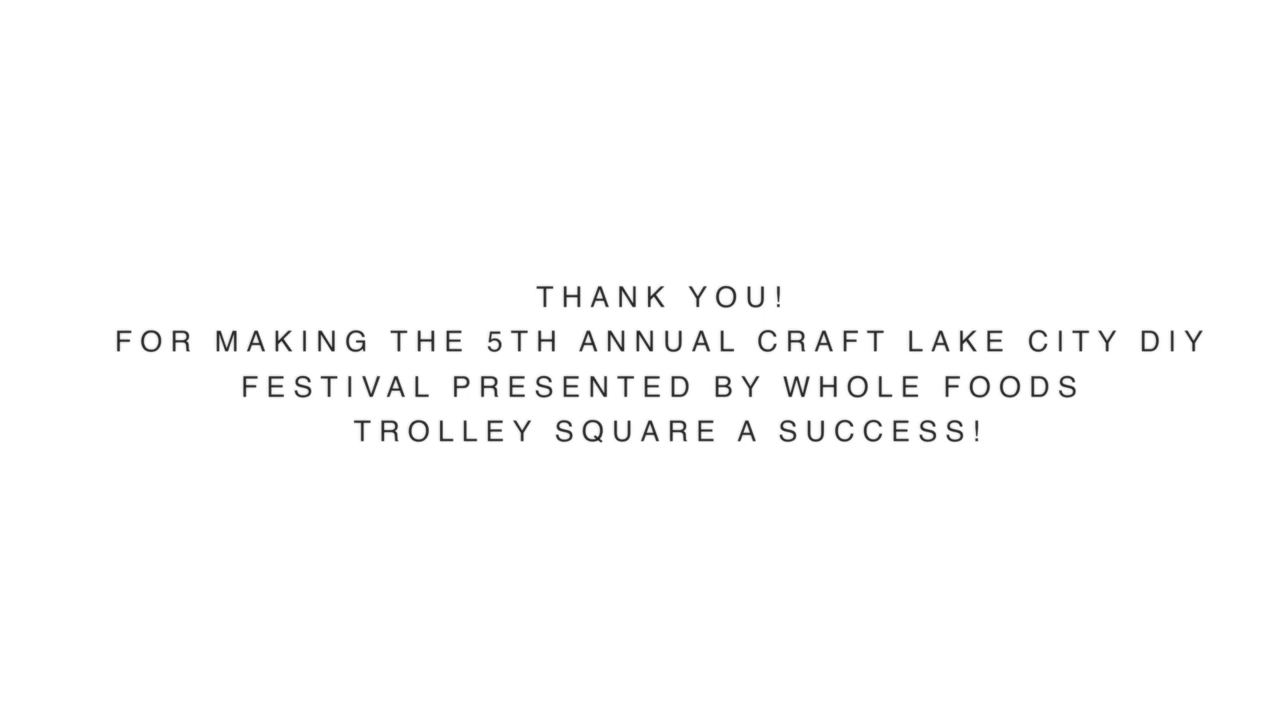 THANK YOU!
FOR MAKING THE 5TH ANNUAL CRAFT LAKE CITY DIY
FESTIVAL PRESENTED BY WHOLE FOODS
TROLLEY SQUARE A SUCCESS!